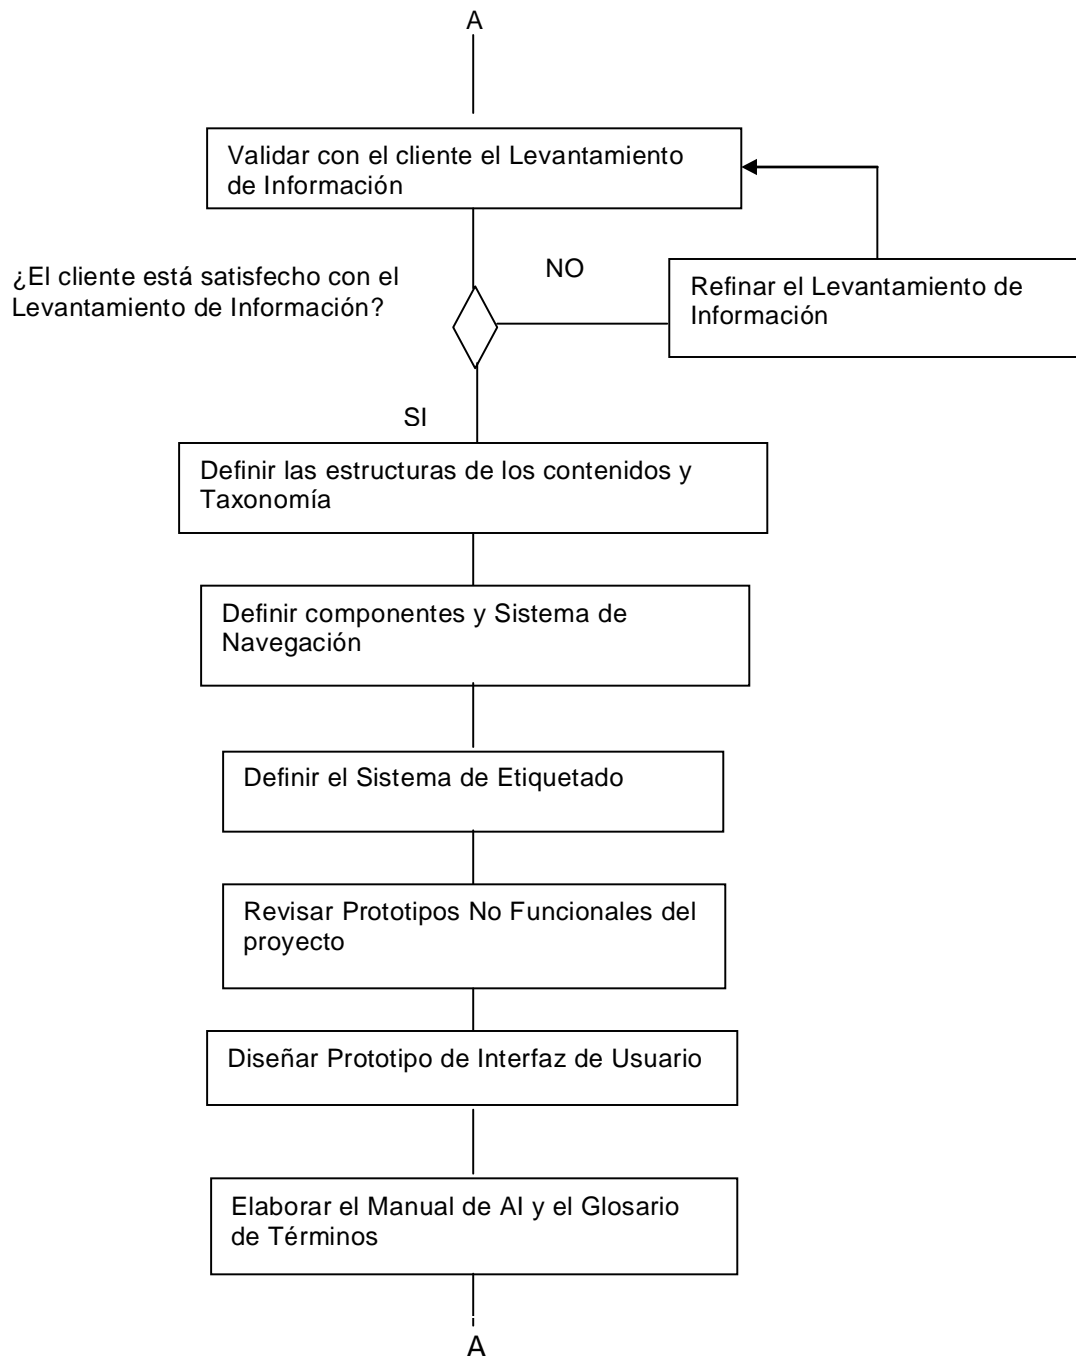 A
Validar con el cliente el Levantamiento
de Información
¿El cliente está satisfecho con el
Levantamiento de Información?
NO
Refinar el Levantamiento de
Información
SI
Definir las estructuras de los contenidos y
Taxonomía
Definir componentes y Sistema de
Navegación
Definir el Sistema de Etiquetado
Revisar Prototipos No Funcionales del
proyecto
Diseñar Prototipo de Interfaz de Usuario
Elaborar el Manual de AI y el Glosario
de Términos
A